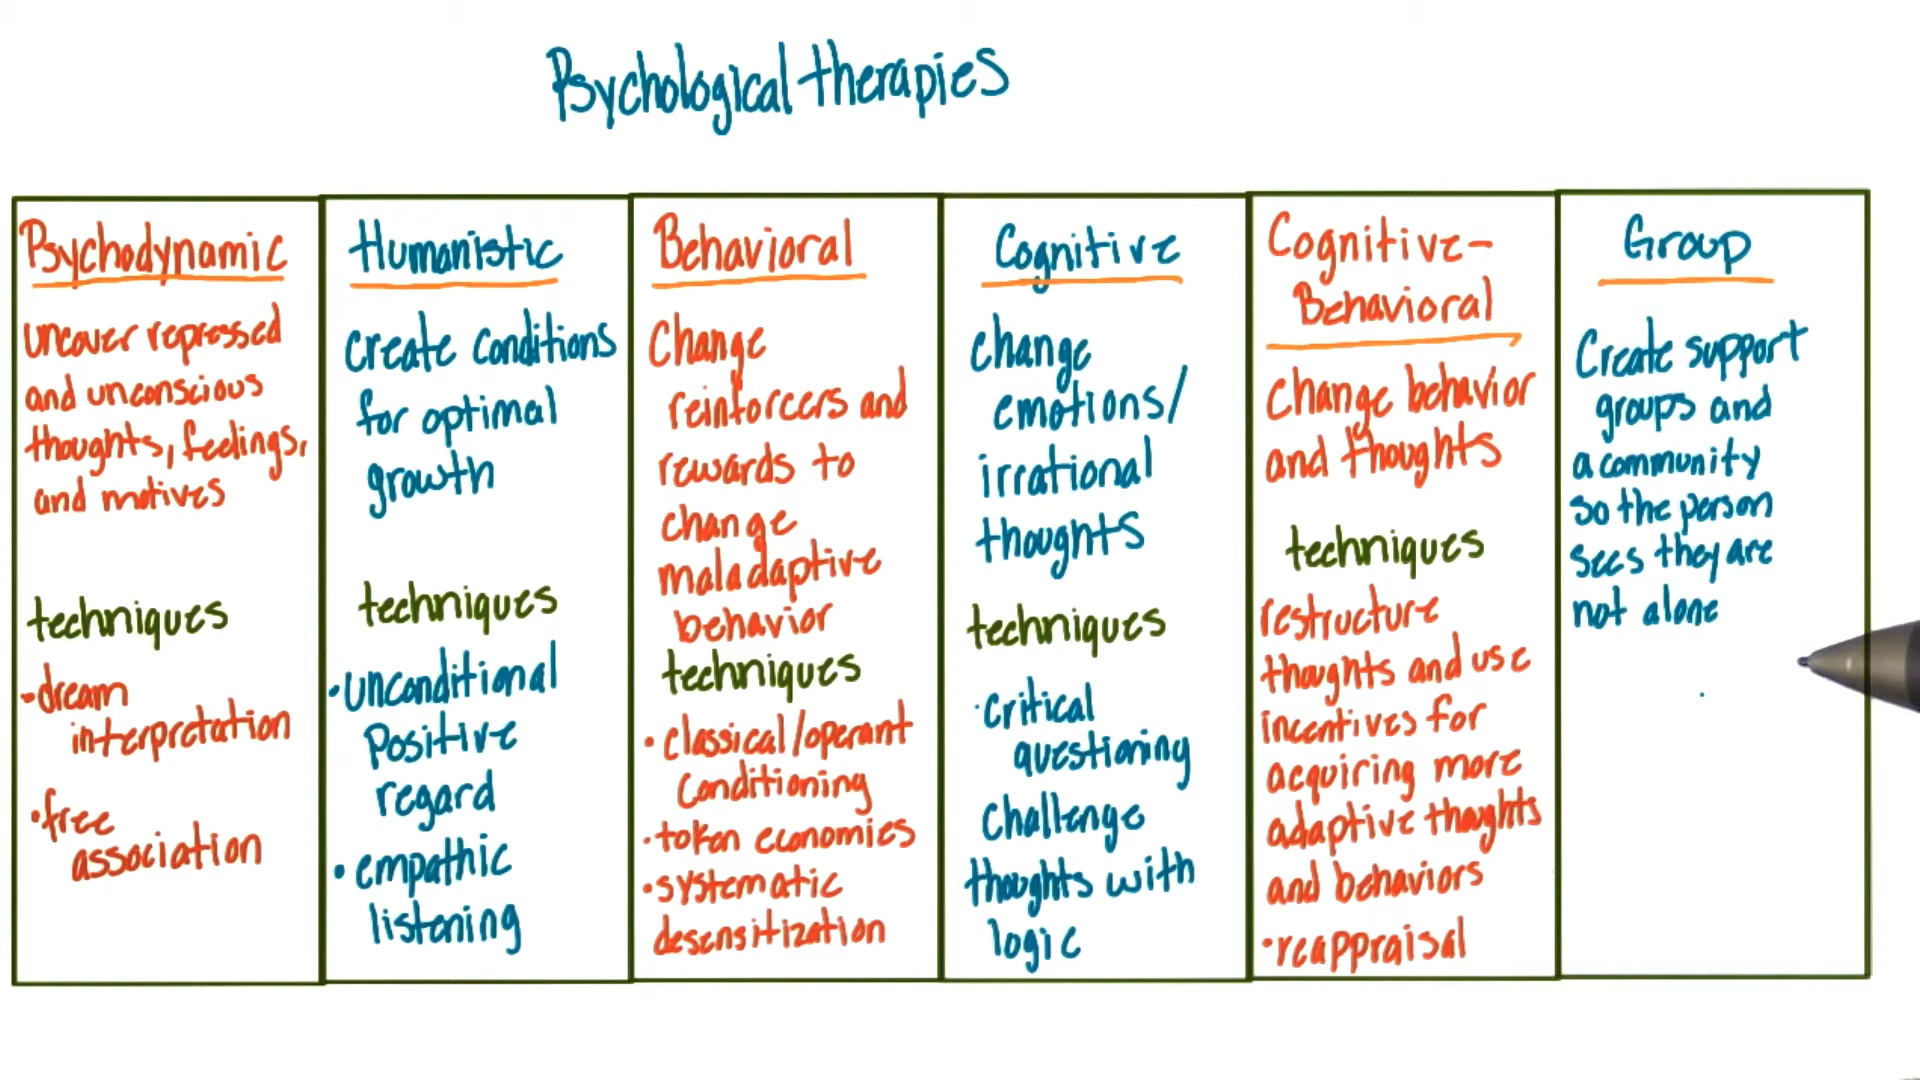 Psychological therapies
Psychodynamic
uncover repressed
and unconscious
thoughts, feelings,
and motives
techniques
•dream
interpretation
•free
association
Humanistic
create conditions
for optimal
growth
techniques
•unconditional
Positive
regard
•empathic
listening
Behavioral
Change
reinforcers and
rewards to
change
maladaptive
behavior
techniques
•classical/operant
Conditioning
•token economies
•systematic
desensitization
Cognitive
change
emotions/
irrational
thoughts
techniques
•critical
questioning
Challenge
thoughts with
logic
Cognitive-
Behavioral
change behavior
and thoughts
techniques
restructure
thoughts and use
incentives for
acquiring more
adaptive thoughts
and behaviors
•reappraisal
Group
Create support
groups and
a community
so the person
sees they are
not alone